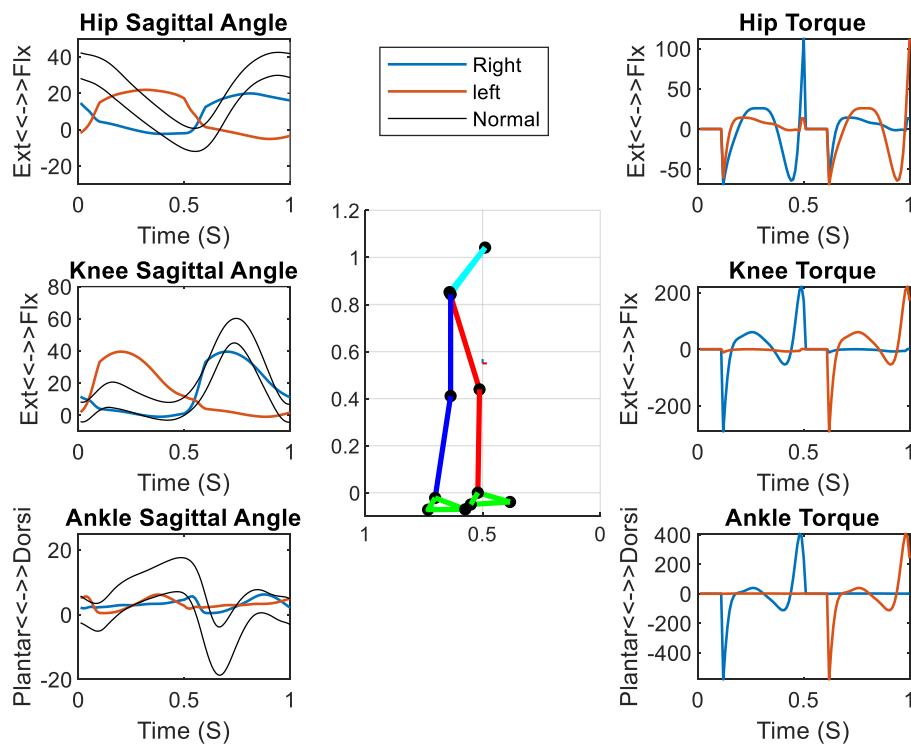 Hip Sagittal Angle
Ext<<->>Flx
40
20
0
-20
0
0.5
1
Time (S)
Right
left
Normal
Hip Torque
Ext<<->>Flx
100
50
0
-50
0
0.5
1
Time (S)
Knee Sagittal Angle
Ext<<->>Flx
80
60
40
20
0
0
0.5
1
Time (S)
1.2
1
0.8
0.6
0.4
0.2
0
1
0.5
0
Knee Torque
Ext<<->>Flx
200
0
-200
0
0.5
1
Time (S)
Ankle Sagittal Angle
Plantar<<->>Dorsi
20
0
-20
0
0.5
1
Time (S)
Ankle Torque
Plantar<<->>Dorsi
400
200
0
-200
-400
0
0.5
1
Time (S)